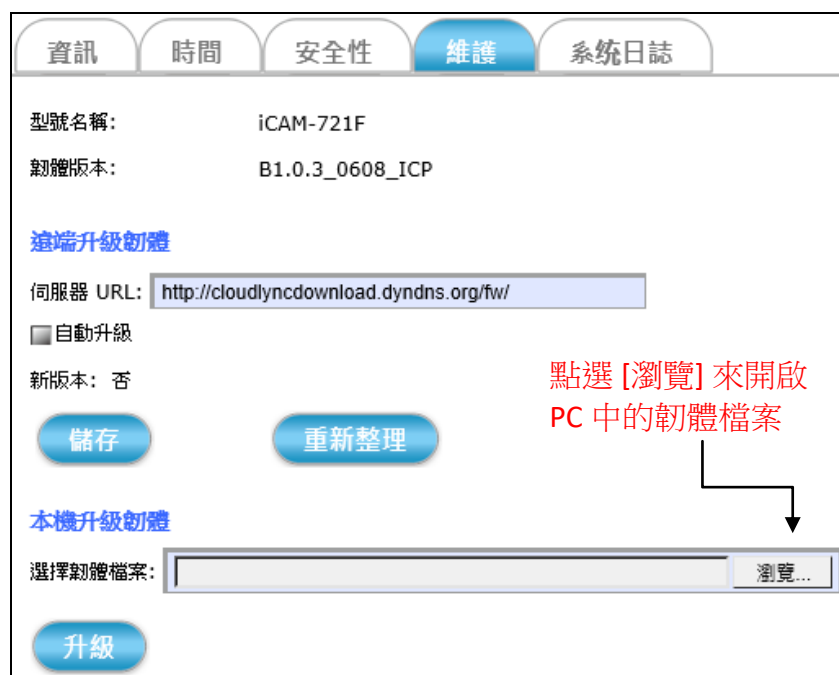 資訊 時間 安全性 維護 系統日誌
型號名稱: iCAM-721F
韌體版本: B1.0.3_0608_ICP
遠端升級韌體
伺服器 URL: http://cloudlyncdownload.dyndns.org/fw/
自動升級
新版本: 否
點選 [瀏覽] 來開啟
PC 中的韌體檔案
儲存 重新整理
本機升級韌體
選擇韌體檔案: 瀏覽...
升級